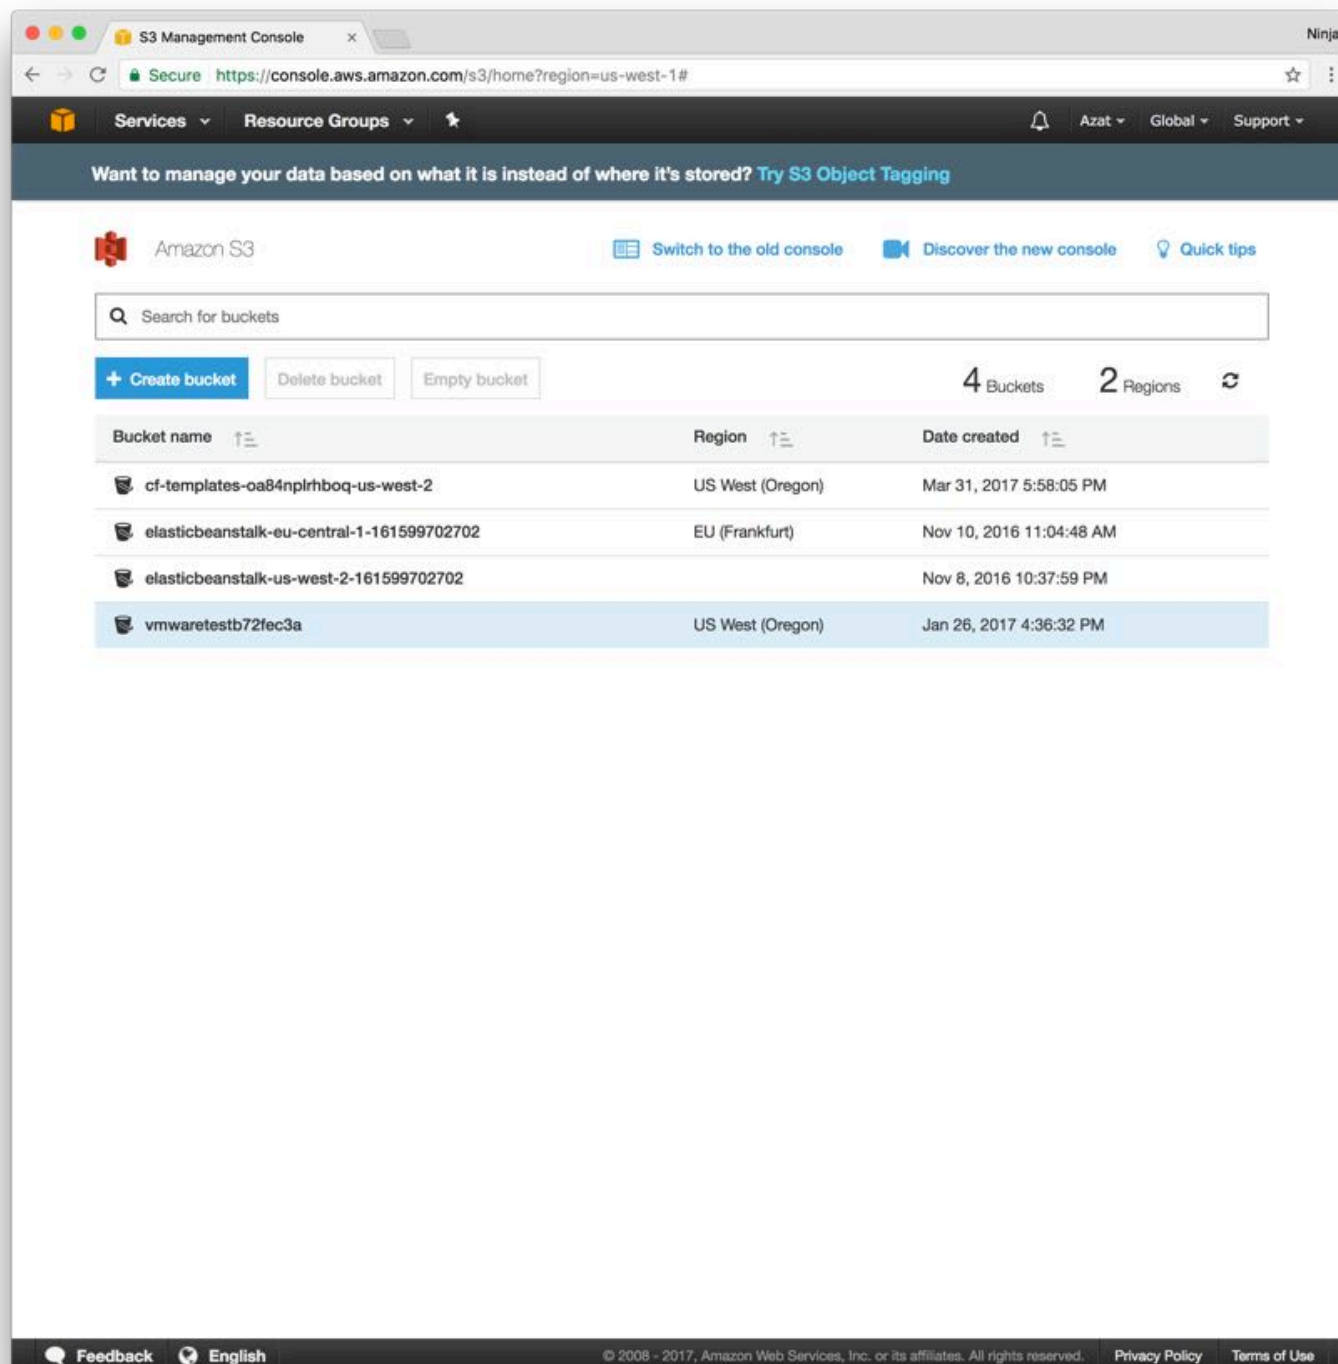 S3 Management Console
Ninja
Secure https://console.aws.amazon.com/s3/home?region=us-west-1#
Services Resource Groups Azat Global Support
Want to manage your data based on what it is instead of where it's stored? Try S3 Object Tagging
Amazon S3 Switch to the old console Discover the new console Quick tips
Search for buckets
+ Create bucket Delete bucket Empty bucket 4 Buckets 2 Regions
Bucket name Region Date created
cf-templates-oa84nplrhboq-us-west-2 US West (Oregon) Mar 31, 2017 5:58:05 PM
elasticbeanstalk-eu-central-1-161599702702 EU (Frankfurt) Nov 10, 2016 11:04:48 AM
elasticbeanstalk-us-west-2-161599702702 Nov 8, 2016 10:37:59 PM
vmwaretestb72fec3a US West (Oregon) Jan 26, 2017 4:36:32 PM
Feedback English © 2008 - 2017, Amazon Web Services, Inc. or its affiliates. All rights reserved. Privacy Policy Terms of Use